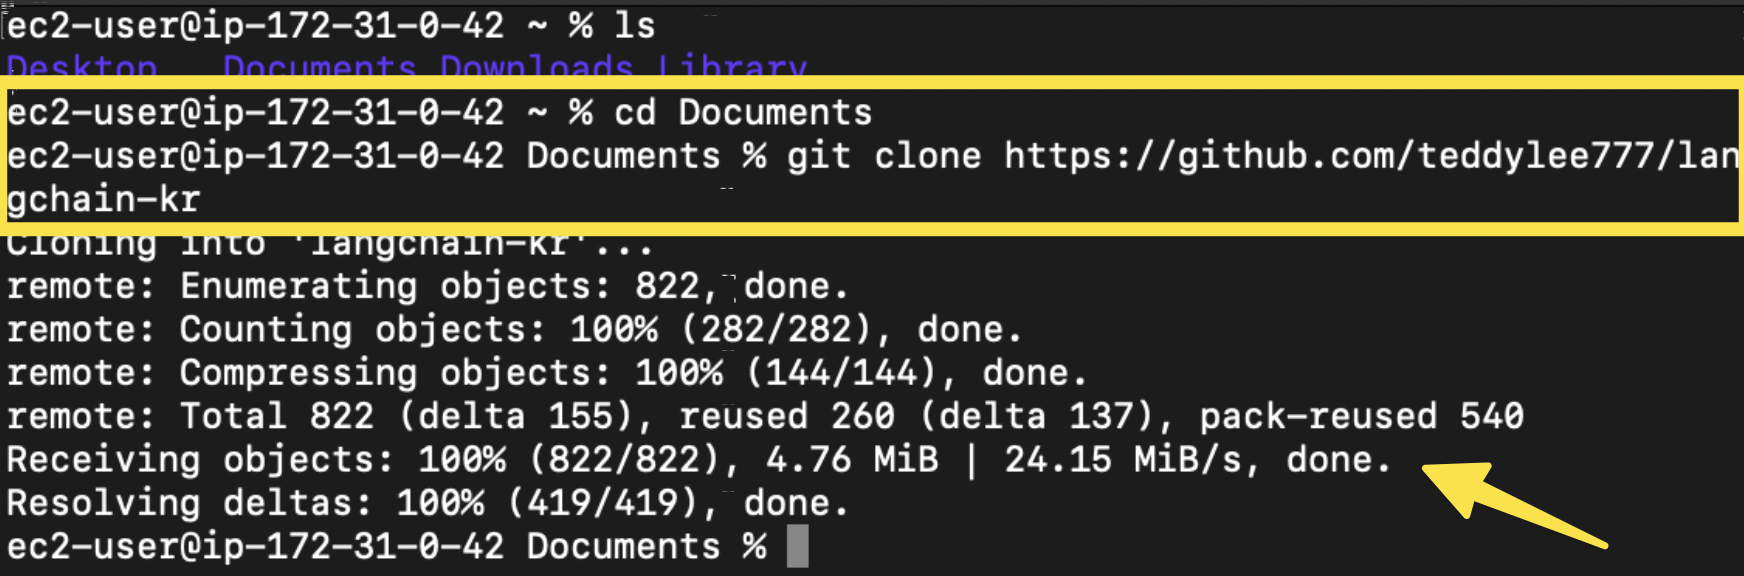 ec2-user@ip-172-31-0-42 ~ % ls
Desktop Documents Downloads Library
ec2-user@ip-172-31-0-42 ~ % cd Documents
ec2-user@ip-172-31-0-42 Documents % git clone https://github.com/teddylee777/lan
gchain-kr
Cloning into 'langchain-kr'...
remote: Enumerating objects: 822, done.
remote: Counting objects: 100% (282/282), done.
remote: Compressing objects: 100% (144/144), done.
remote: Total 822 (delta 155), reused 260 (delta 137), pack-reused 540
Receiving objects: 100% (822/822), 4.76 MiB | 24.15 MiB/s, done.
Resolving deltas: 100% (419/419), done.
ec2-user@ip-172-31-0-42 Documents %